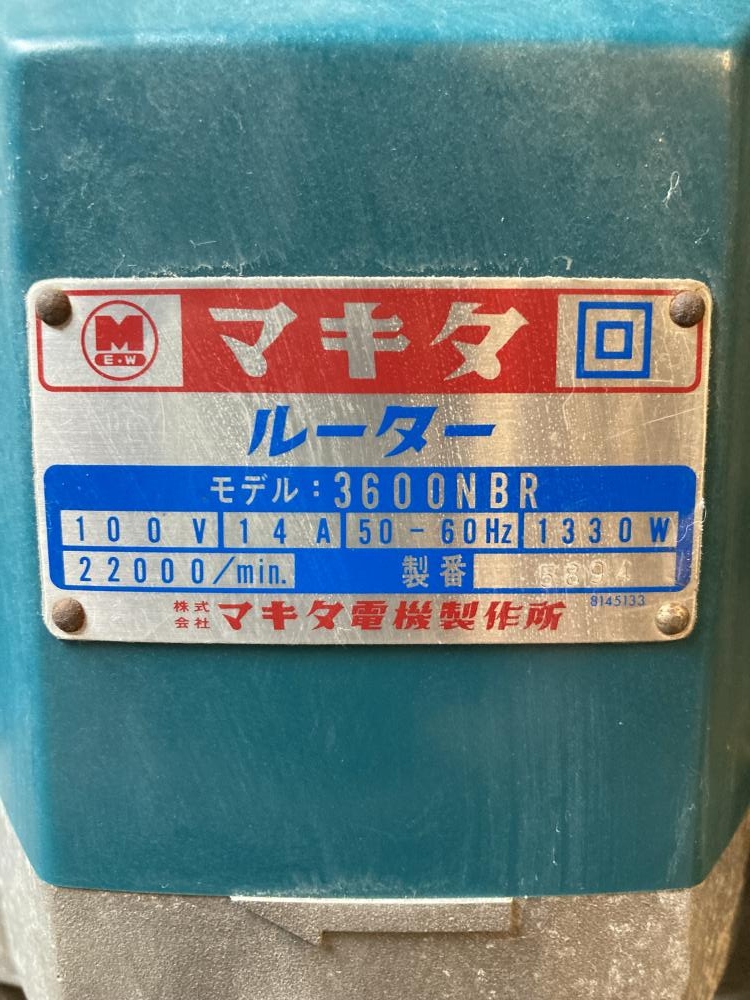 M
E・W
マキタ
ルーター
モデル：3600NBR
100V 14A 50-60Hz 1330W
22000/min. 製番 5394
8145133
株式会社 マキタ電機製作所